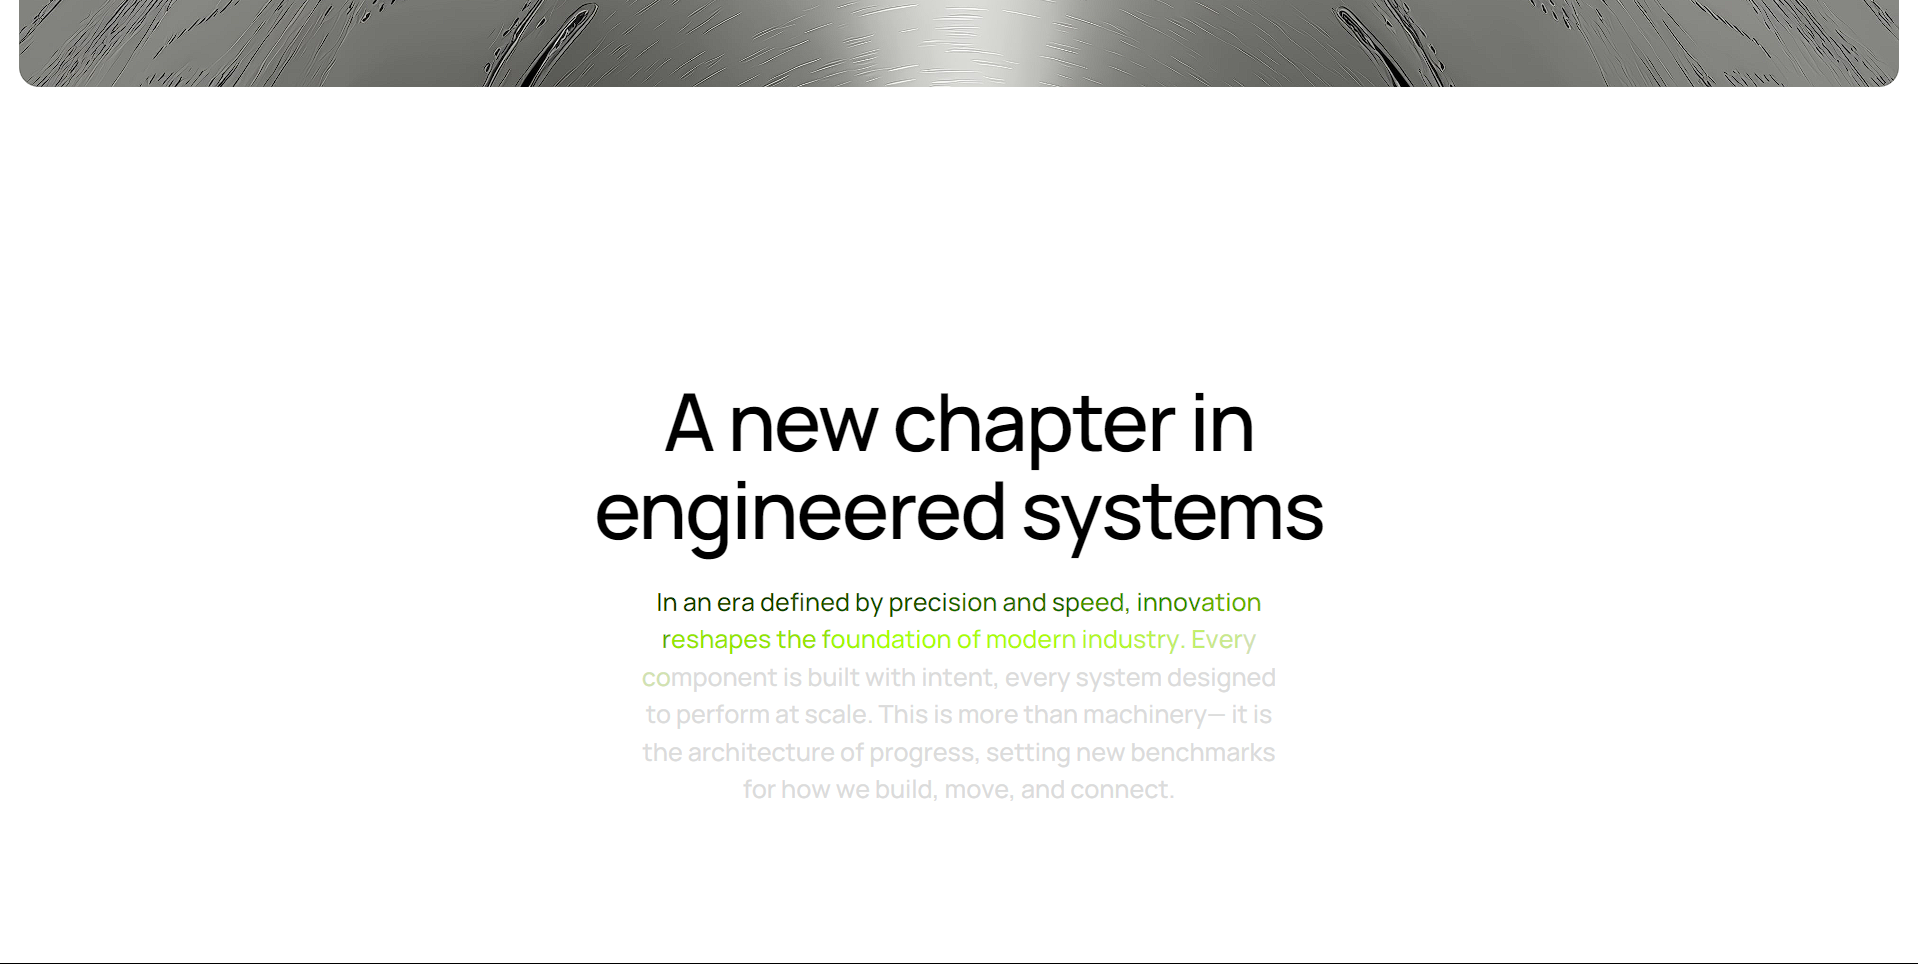 A new chapter in
engineered systems
In an era defined by precision and speed, innovation
reshapes the foundation of modern industry. Every
component is built with intent, every system designed
to perform at scale. This is more than machinery— it is
the architecture of progress, setting new benchmarks
for how we build, move, and connect.